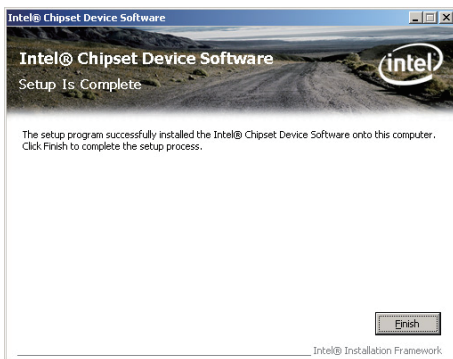 Intel® Chipset Device Software
Intel® Chipset Device Software
Setup Is Complete
intel
The setup program successfully installed the Intel® Chipset Device Software onto this computer.
Click Finish to complete the setup process.
Finish
Intel® Installation Framework